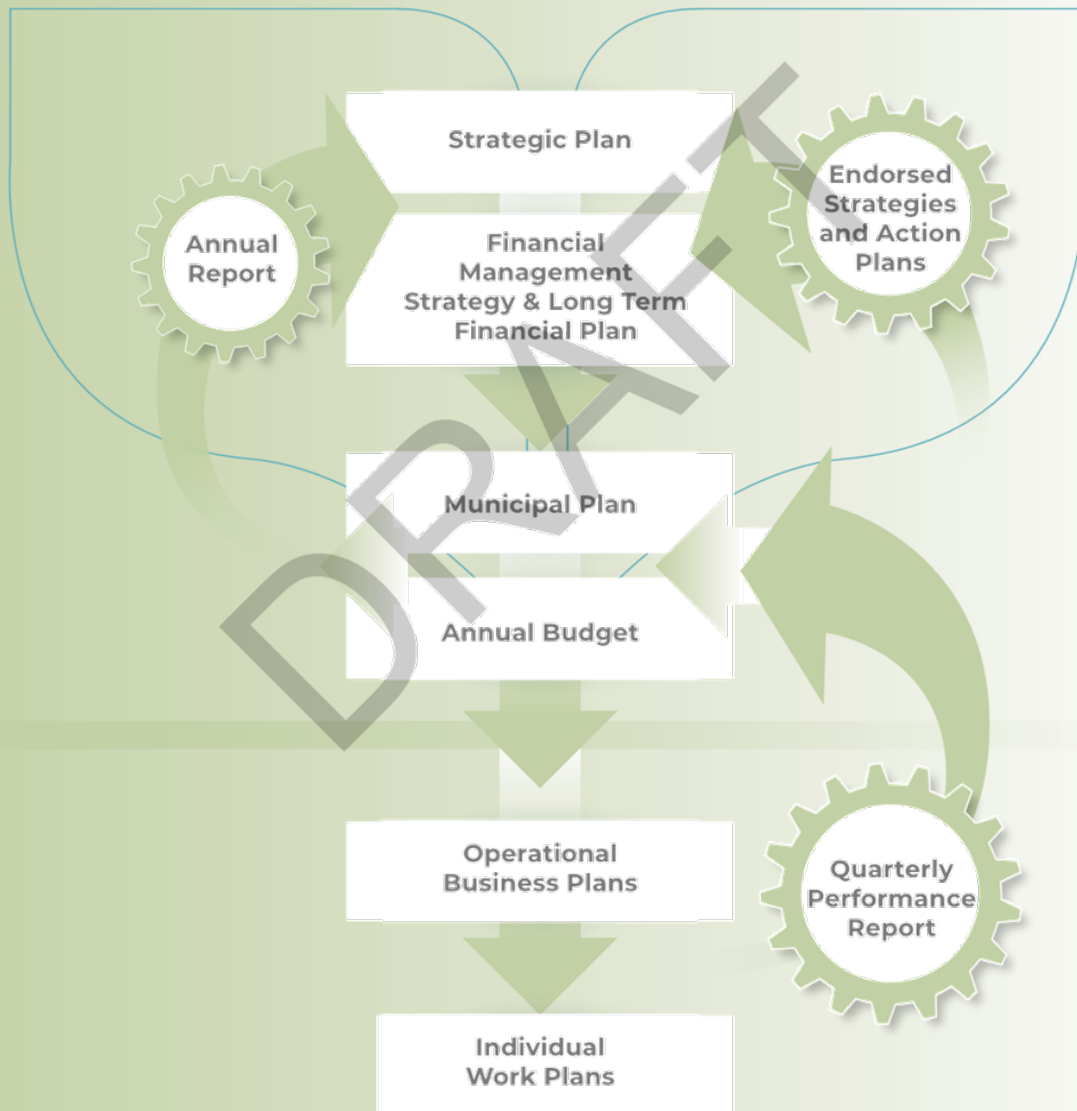 Strategic Plan
Endorsed
Strategies
and Action
Plans
Annual
Report
Financial
Management
Strategy & Long Term
Financial Plan
Municipal Plan
Annual Budget
Operational
Business Plans
Quarterly
Performance
Report
Individual
Work Plans
DRAFT